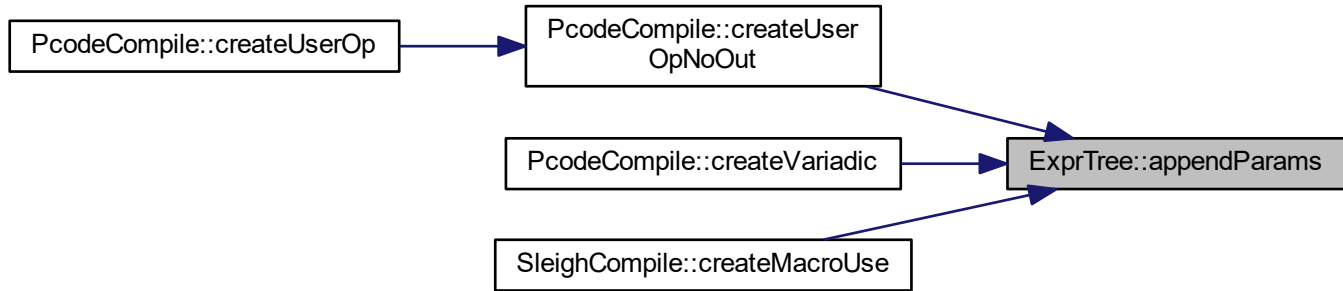 PcodeCompile::createUserOp
PcodeCompile::createUser
OpNoOut
PcodeCompile::createVariadic
ExprTree::appendParams
SleighCompile::createMacroUse